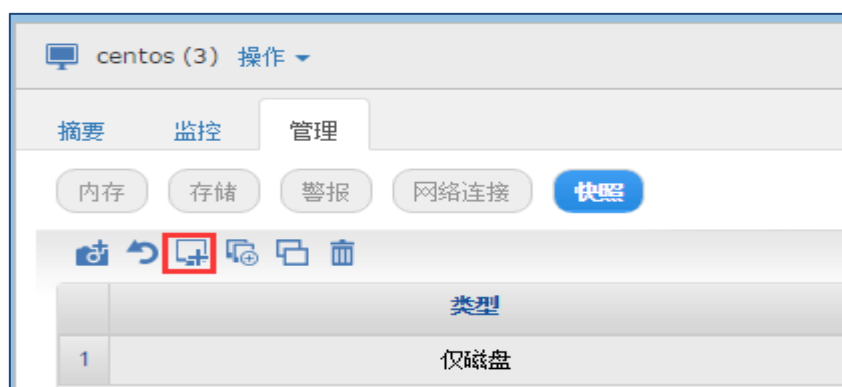 centos (3) 操作
摘要 监控 管理
内存 存储 警报 网络连接 快照
类型
1 仅磁盘